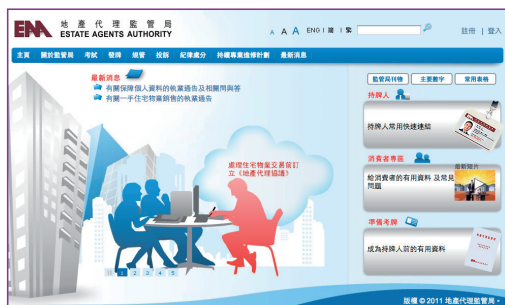 地產代理監管局
ESTATE AGENTS AUTHORITY
A A A ENG | 簡 | 繁
註冊 | 登入
主頁 關於監管局 考試 發牌 規管 投訴 紀律處分 持續專業進修計劃 最新消息
最新消息
有關保障個人資料的執業通告及相關問與答
有關一手住宅物業銷售的執業通告
處理住宅物業交易前訂
立《地產代理協議》
1 2 3 4 5
監管局刊物 主要數字 常用表格
持牌人
持牌人常用快速連結
消費者專區
最新短片
給消費者的有用資料 及常見
問題
準備考牌
成為持牌人前的有用資料
版權 © 2011 地產代理監管局。